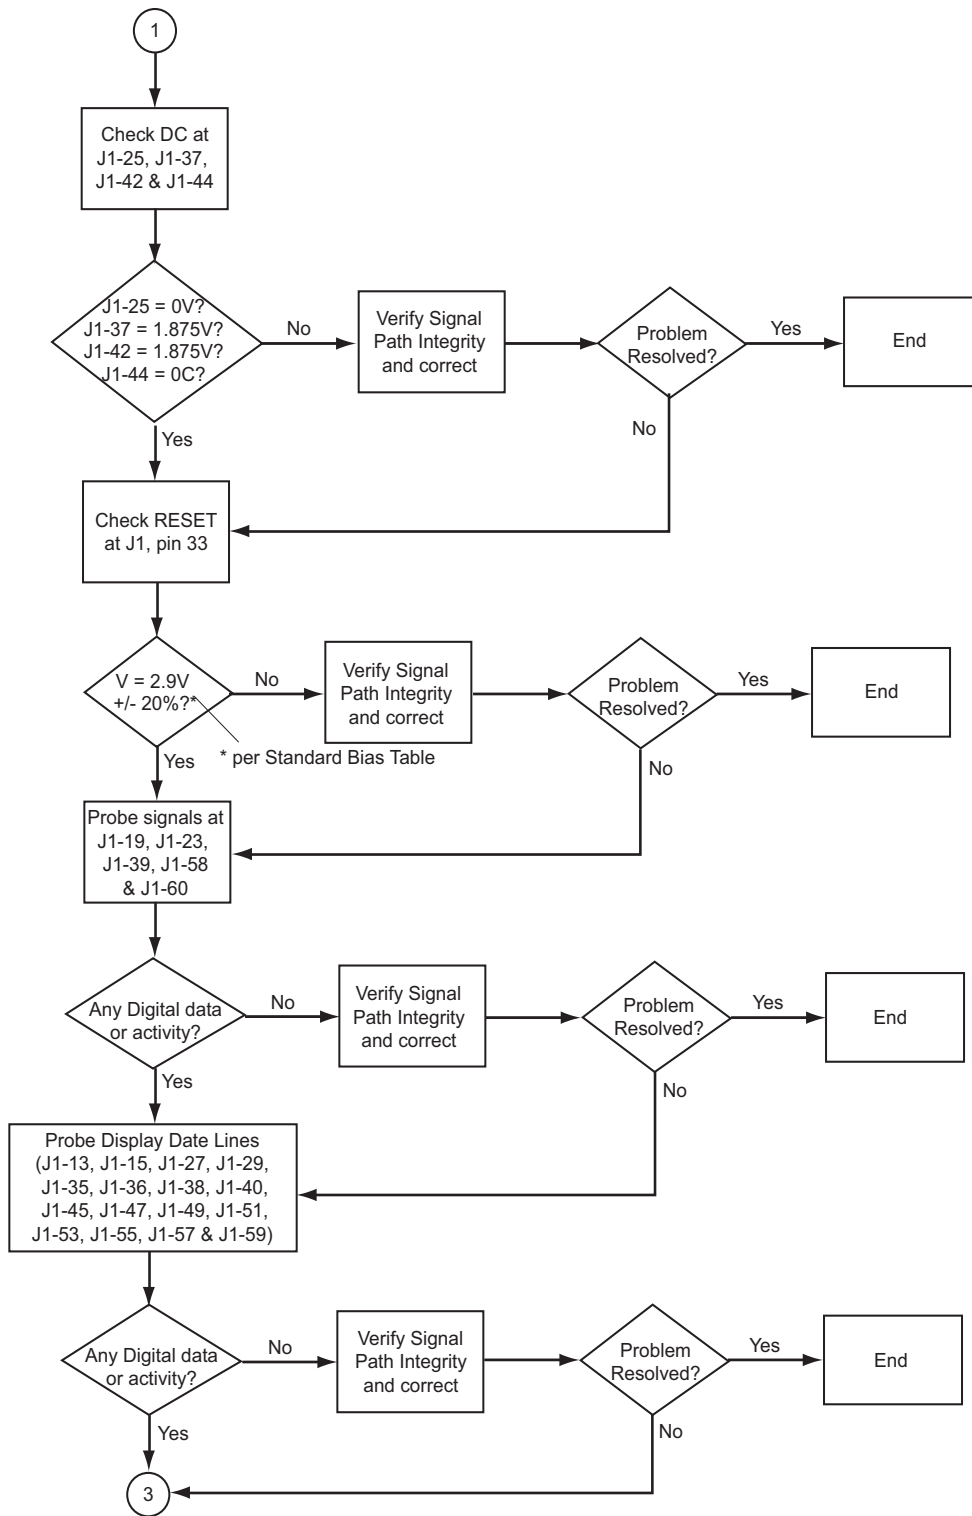 1
Check DC at
J1-25, J1-37,
J1-42 & J1-44
J1-25 = 0V?
J1-37 = 1.875V?
J1-42 = 1.875V?
J1-44 = 0C?
No
Verify Signal
Path Integrity
and correct
Problem
Resolved?
Yes
End
No
Yes
Check RESET
at J1, pin 33
V = 2.9V
+/- 20%?*
No
Verify Signal
Path Integrity
and correct
Problem
Resolved?
Yes
End
* per Standard Bias Table
Yes
No
Probe signals at
J1-19, J1-23,
J1-39, J1-58
& J1-60
Any Digital data
or activity?
No
Verify Signal
Path Integrity
and correct
Problem
Resolved?
Yes
End
Yes
No
Probe Display Date Lines
(J1-13, J1-15, J1-27, J1-29,
J1-35, J1-36, J1-38, J1-40,
J1-45, J1-47, J1-49, J1-51,
J1-53, J1-55, J1-57 & J1-59)
Any Digital data
or activity?
No
Verify Signal
Path Integrity
and correct
Problem
Resolved?
Yes
End
Yes
No
3